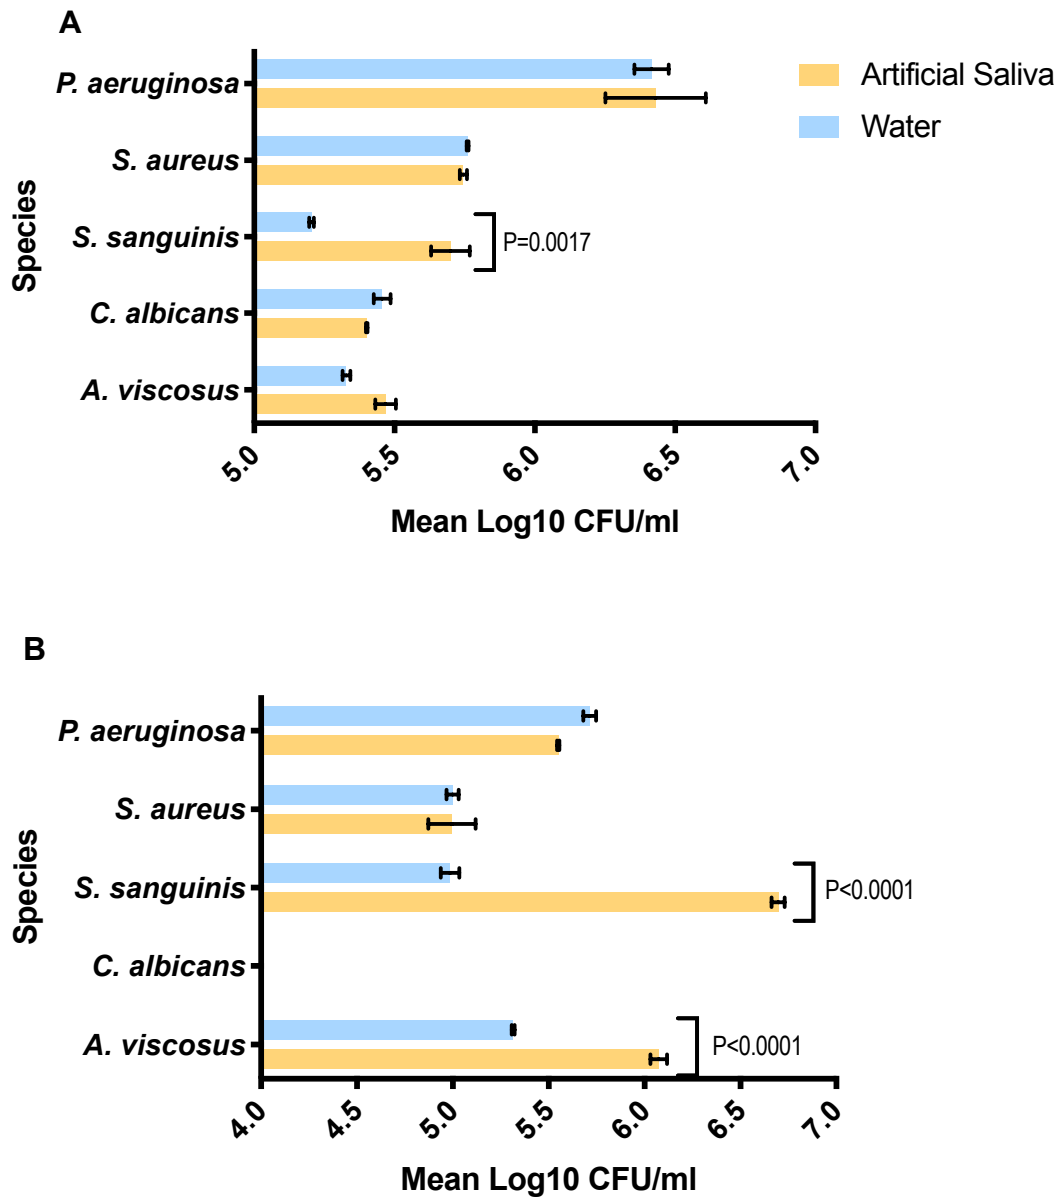 A
P. aeruginosa
S. aureus
S. sanguinis
C. albicans
A. viscosus
Species
P=0.0017
Artificial Saliva
Water
5.0 5.5 6.0 6.5 7.0
Mean Log10 CFU/ml
B
P. aeruginosa
S. aureus
S. sanguinis
C. albicans
A. viscosus
Species
P<0.0001
P<0.0001
4.0 4.5 5.0 5.5 6.0 6.5 7.0
Mean Log10 CFU/ml